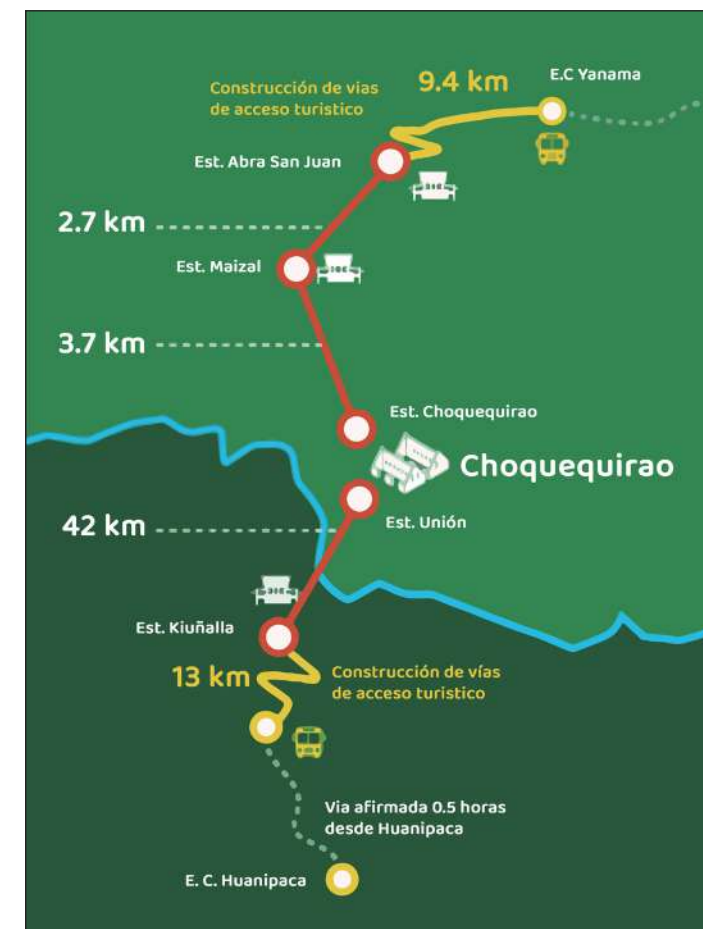 Construcción de vias
de acceso turistico
9.4 km
E.C Yanama
Est. Abra San Juan
2.7 km
Est. Maizal
3.7 km
Est. Choquequirao
Choquequirao
Est. Unión
42 km
Est. Kiuñalla
13 km
Construcción de vías
de acceso turistico
Via afirmada 0.5 horas
desde Huanipaca
E. C. Huanipaca